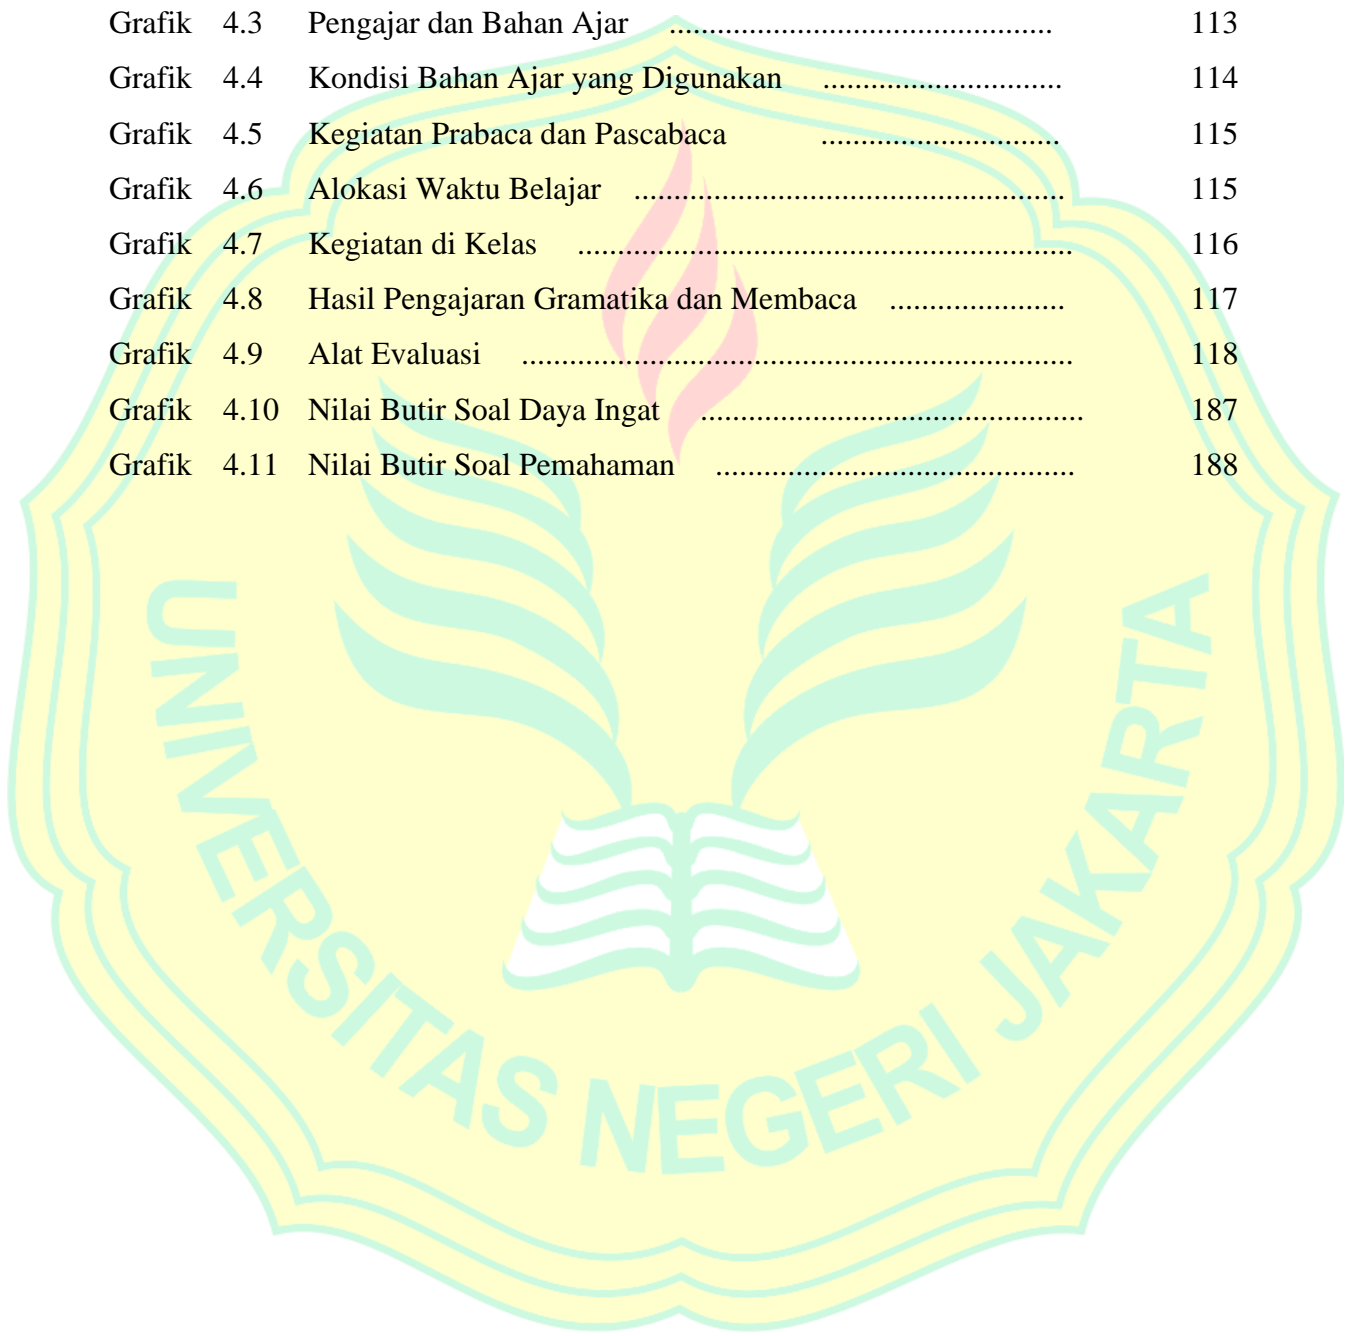 Grafik 4.3 Pengajar dan Bahan Ajar ................................................ 113
Grafik 4.4 Kondisi Bahan Ajar yang Digunakan .............................. 114
Grafik 4.5 Kegiatan Prabaca dan Pascabaca .............................. 115
Grafik 4.6 Alokasi Waktu Belajar ...................................................... 115
Grafik 4.7 Kegiatan di Kelas .............................................................. 116
Grafik 4.8 Hasil Pengajaran Gramatika dan Membaca ...................... 117
Grafik 4.9 Alat Evaluasi ..................................................................... 118
Grafik 4.10 Nilai Butir Soal Daya Ingat ................................................ 187
Grafik 4.11 Nilai Butir Soal Pemahaman ............................................. 188
UNIVERSITAS NEGERI JAKARTA